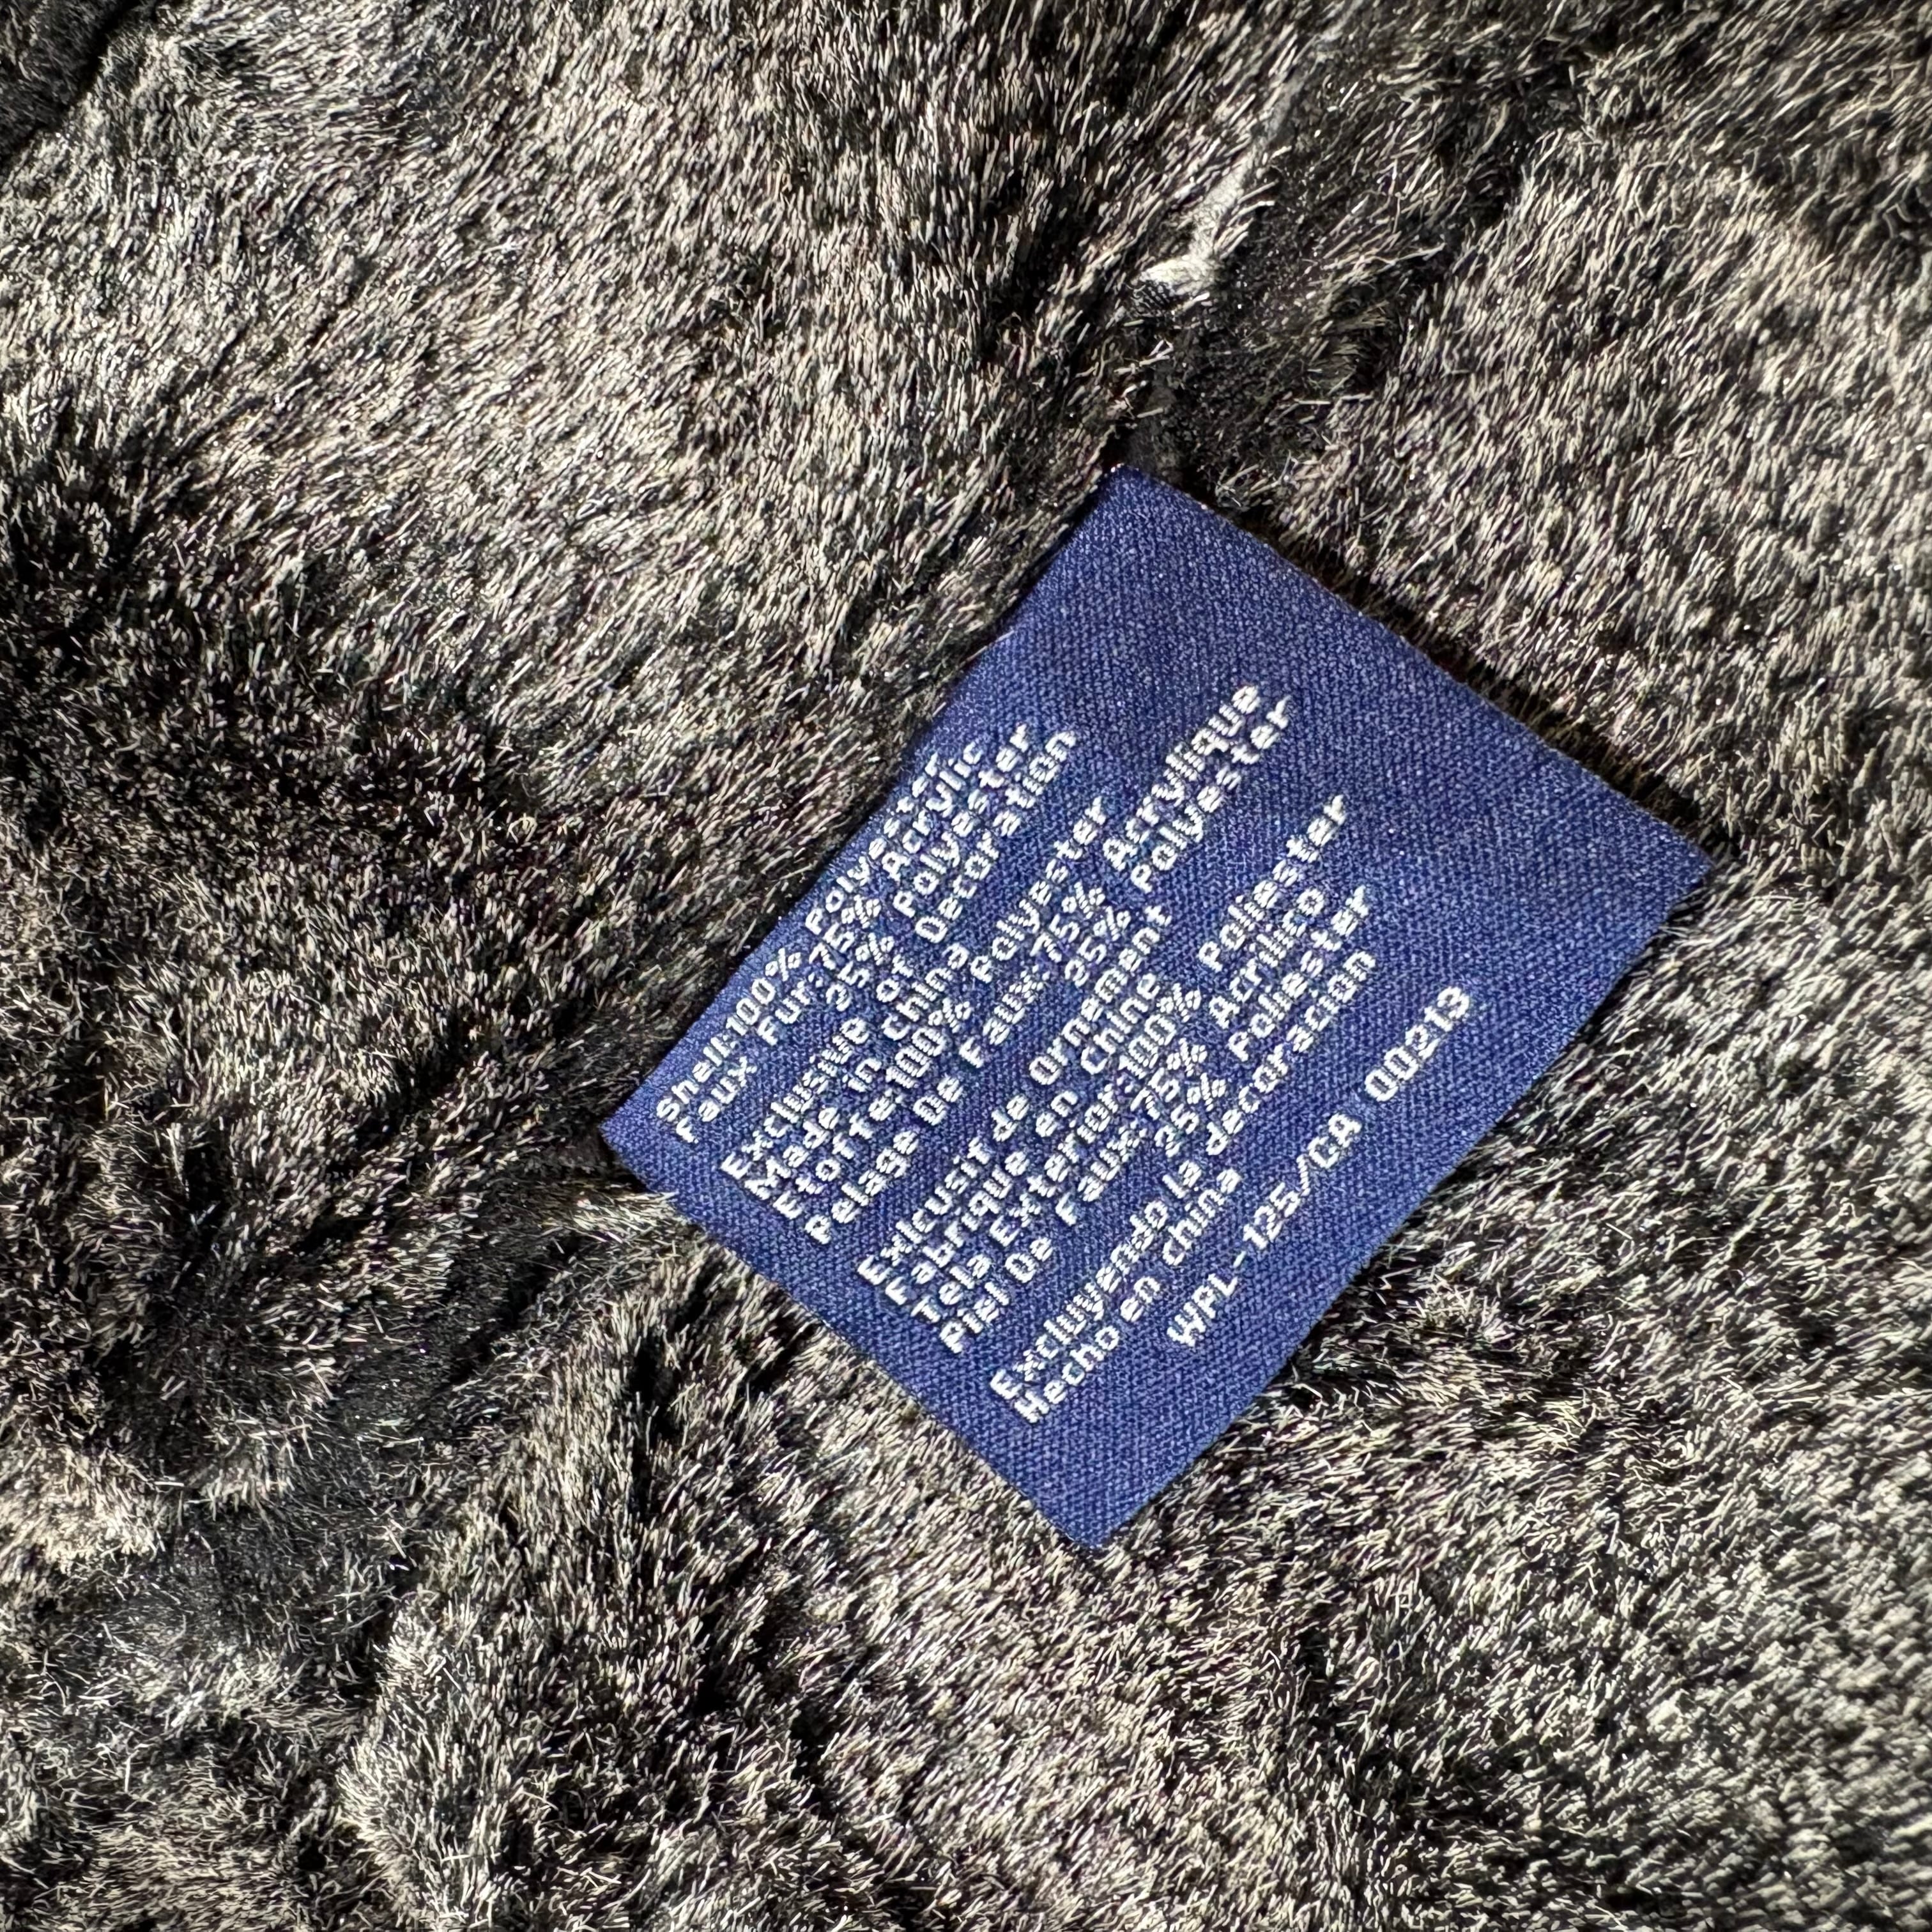 Shell:100% Polyester
Faux Fur:75% Acrylic
25% Polyester
Exclusive of Decoration
Made in China
Etoffe:100% Polyester
Pelage De Faux:75% Acrylique
25% Polyester
Exlcusif de Ornement
Fabrique en Chine
Tela Exterior:100% Poliester
Piel De Faux:75% Acrilico
25% Poliester
Excluyendo la decoracion
Hecho en China
WPL-125/CA 00213